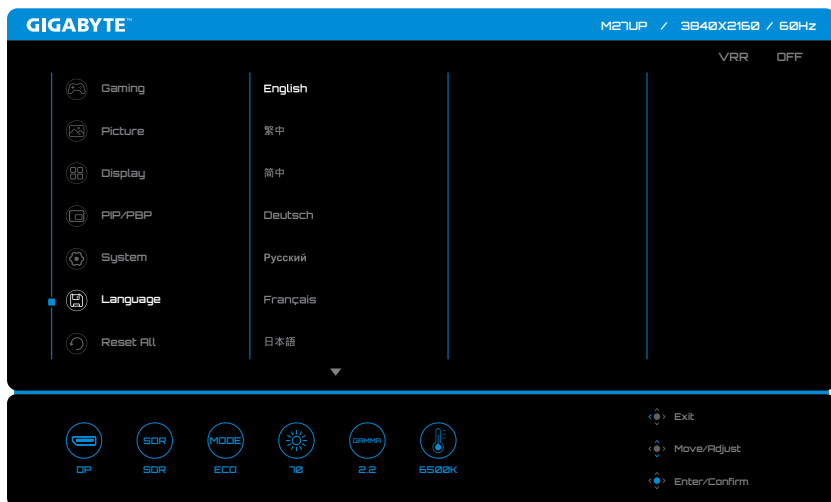 GIGABYTE™
M27UP / 3840X2160 / 60Hz
VRR OFF
Gaming
Picture
Display
PIP/PBP
System
Language
Reset All
English
繁中
简中
Deutsch
Русский
Français
日本語
SDR
MODE
GAMMA
DP
SDR
ECO
70
2.2
6500K
Exit
Move/Adjust
Enter/Confirm